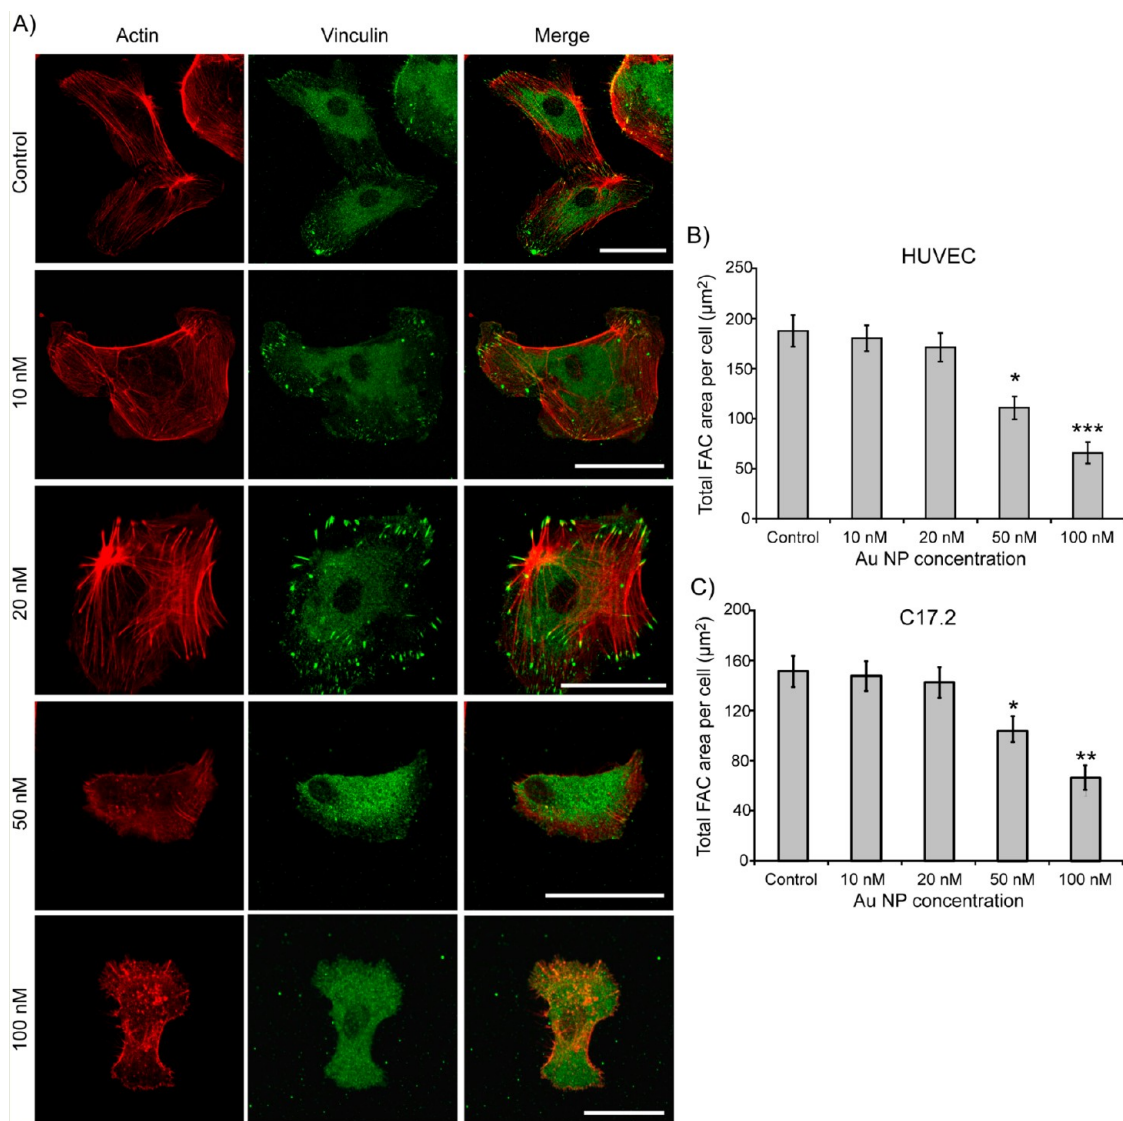 A)
Actin Vinculin Merge
Control
10 nM
20 nM
50 nM
100 nM
B)
HUVEC
Total FAC area per cell (µm²)
250
200
150
100
50
0
*
***
Control 10 nM 20 nM 50 nM 100 nM
Au NP concentration
C)
C17.2
Total FAC area per cell (µm²)
200
160
120
80
40
0
*
**
Control 10 nM 20 nM 50 nM 100 nM
Au NP concentration